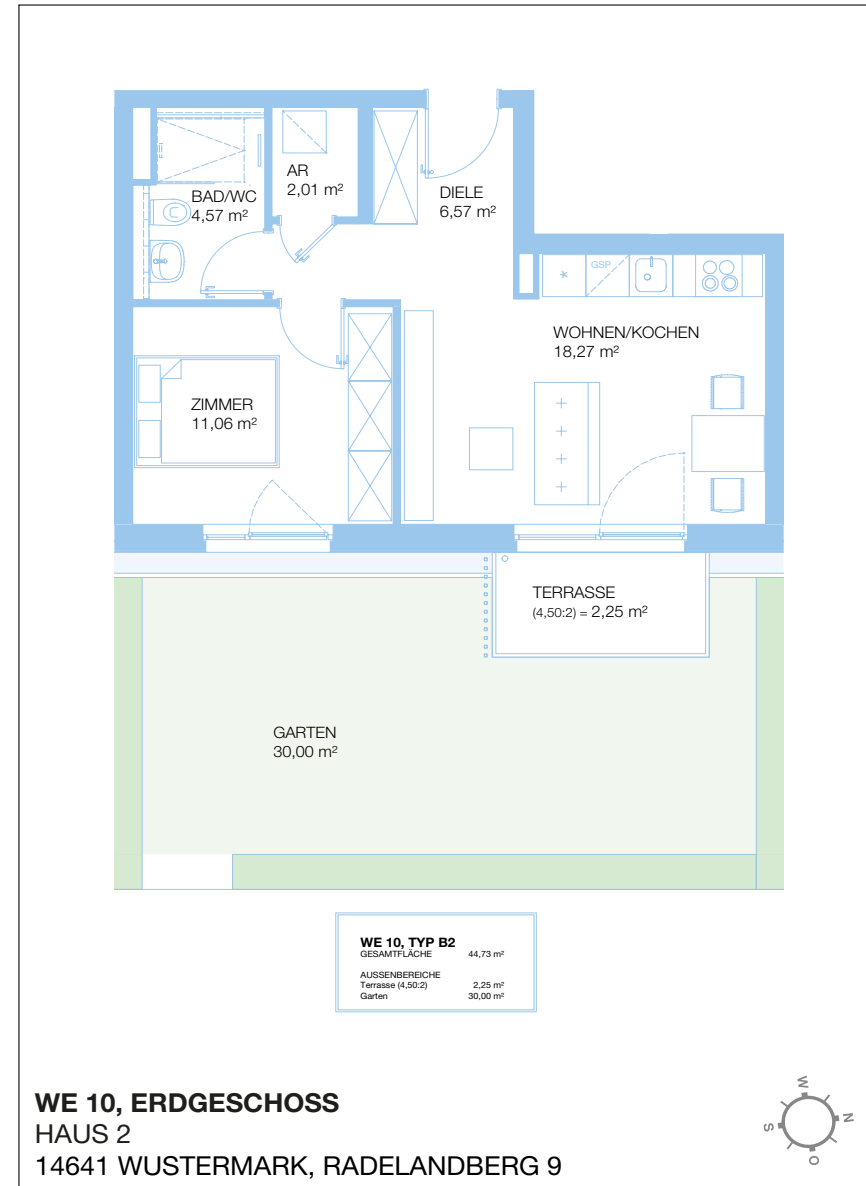 AR
2,01 m²
BAD/WC
4,57 m²
DIELE
6,57 m²
GSP
*
WOHNEN/KOCHEN
18,27 m²
ZIMMER
11,06 m²
TERRASSE
(4,50:2) = 2,25 m²
GARTEN
30,00 m²
WE 10, TYP B2
GESAMTFLÄCHE 44,73 m²
AUSSENBEREICHE
Terrasse (4,50:2) 2,25 m²
Garten 30,00 m²
WE 10, ERDGESCHOSS
HAUS 2
14641 WUSTERMARK, RADELANDBERG 9
W
N
S
O